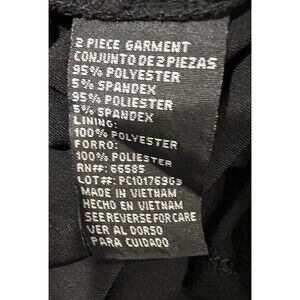 2 PIECE GARMENT
CONJUNTO DE 2 PIEZAS
95% POLYESTER
5% SPANDEX
95% POLIESTER
5% SPANDEX
LINING:
100% POLYESTER
FORRO:
100% POLIESTER
RN#: 66585
LOT#: PC101769G3
MADE IN VIETNAM
HECHO EN VIETNAM
SEE REVERSE FOR CARE
VER AL DORSO
PARA CUIDADO